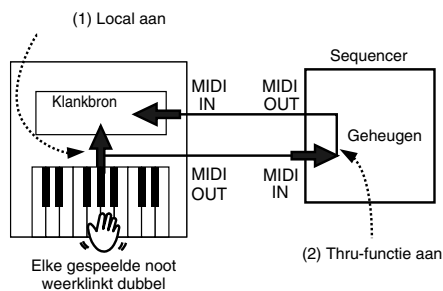 (1) Local aan
Sequencer
Klankbron
MIDI
IN
MIDI
OUT
Geheugen
MIDI
OUT
MIDI
IN
Elke gespeelde noot
weerklinkt dubbel
(2) Thru-functie aan